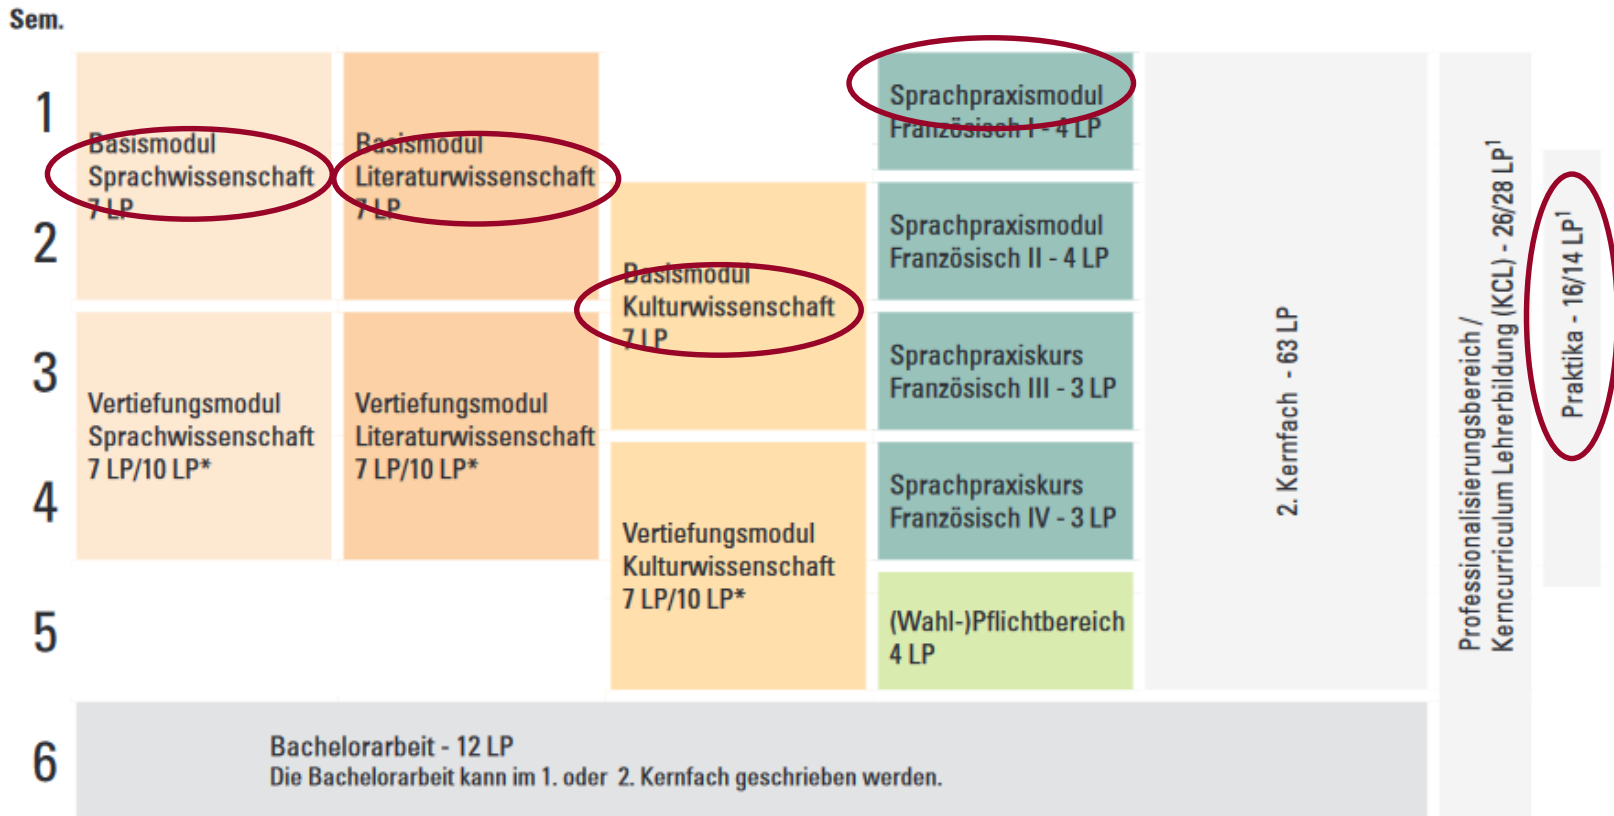 Sem.
1
Basismodul
Sprachwissenschaft
7 LP
Basismodul
Literaturwissenschaft
7 LP
Sprachpraxismodul
Französisch I - 4 LP
2
Basismodul
Kulturwissenschaft
7 LP
Sprachpraxismodul
Französisch II - 4 LP
3
Vertiefungsmodul
Sprachwissenschaft
7 LP/10 LP*
Vertiefungsmodul
Literaturwissenschaft
7 LP/10 LP*
Sprachpraxiskurs
Französisch III - 3 LP
4
Vertiefungsmodul
Kulturwissenschaft
7 LP/10 LP*
Sprachpraxiskurs
Französisch IV - 3 LP
5
(Wahl-)Pflichtbereich
4 LP
2. Kernfach - 63 LP
Professionalisierungsbereich /
Kerncurriculum Lehrerbildung (KCL) - 26/28 LP¹
Praktika - 16/14 LP¹
6
Bachelorarbeit - 12 LP
Die Bachelorarbeit kann im 1. oder 2. Kernfach geschrieben werden.